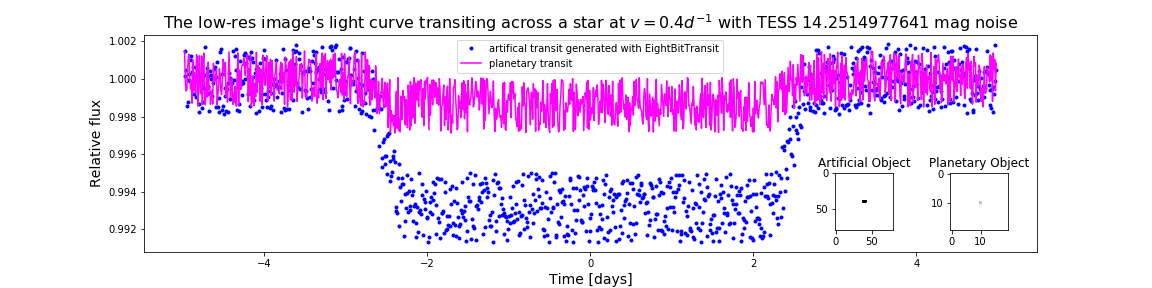 The low-res image's light curve transiting across a star at v = 0.4d⁻¹ with TESS 14.2514977641 mag noise
artifical transit generated with EightBitTransit
planetary transit
Relative flux
1.002
1.000
0.998
0.996
0.994
0.992
−4
−2
0
2
4
Time [days]
Artificial Object
0
50
0
50
Planetary Object
0
10
0
10